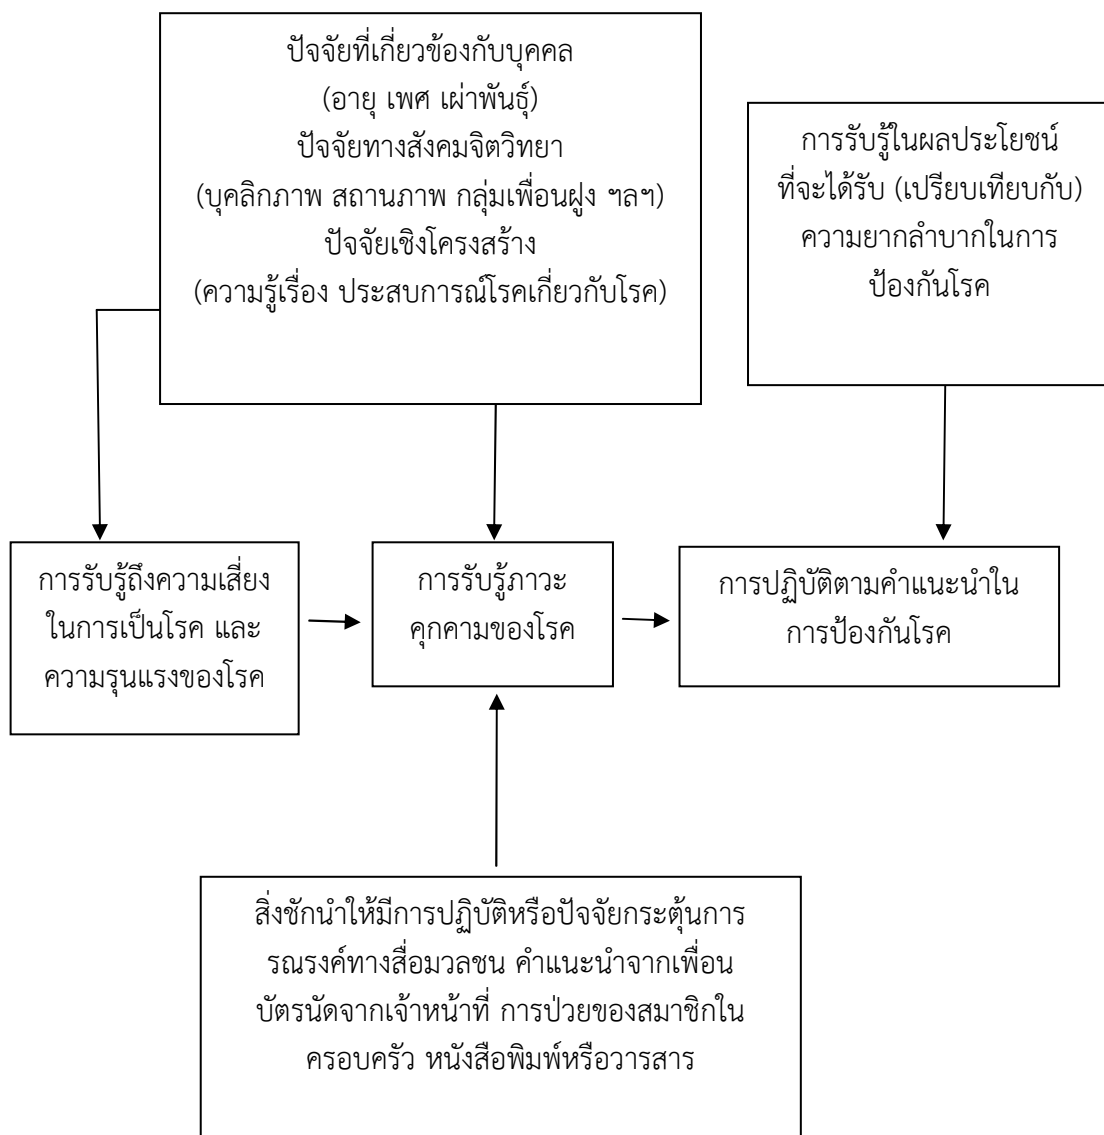 ปัจจัยที่เกี่ยวข้องกับบุคคล
(อายุ เพศ เผ่าพันธุ์)
ปัจจัยทางสังคมจิตวิทยา
(บุคลิกภาพ สถานภาพ กลุ่มเพื่อนฝูง ฯลฯ)
ปัจจัยเชิงโครงสร้าง
(ความรู้เรื่อง ประสบการณ์โรคเกี่ยวกับโรค)
การรับรู้ในผลประโยชน์
ที่จะได้รับ (เปรียบเทียบกับ)
ความยากลำบากในการ
ป้องกันโรค
การรับรู้ถึงความเสี่ยง
ในการเป็นโรค และ
ความรุนแรงของโรค
การรับรู้ภาวะ
คุกคามของโรค
การปฏิบัติตามคำแนะนำใน
การป้องกันโรค
สิ่งชักนำให้มีการปฏิบัติหรือปัจจัยกระตุ้นการ
รณรงค์ทางสื่อมวลชน คำแนะนำจากเพื่อน
บัตรนัดจากเจ้าหน้าที่ การป่วยของสมาชิกใน
ครอบครัว หนังสือพิมพ์หรือวารสาร